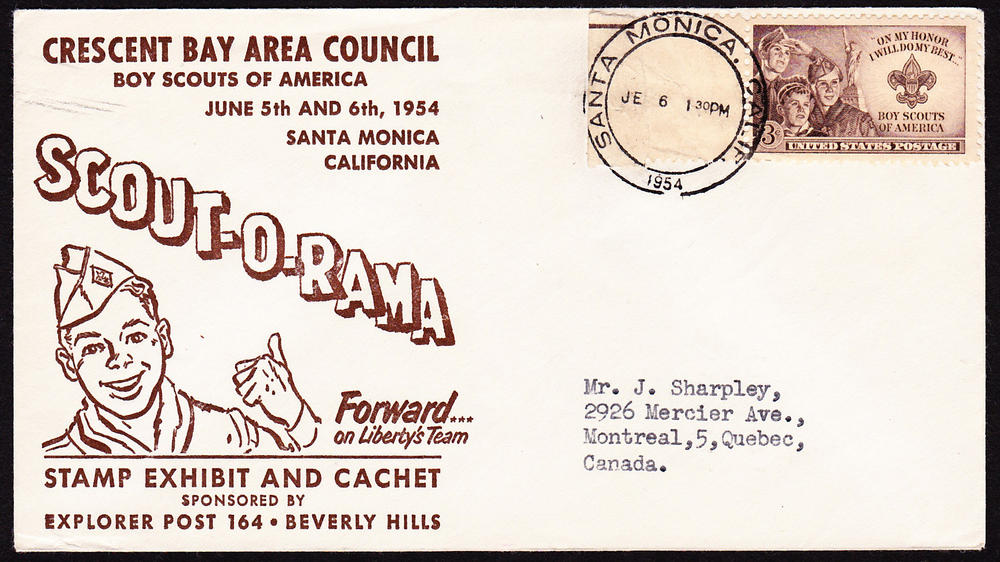 CRESCENT BAY AREA COUNCIL
BOY SCOUTS OF AMERICA
JUNE 5th AND 6th, 1954
SANTA MONICA
CALIFORNIA
SCOUT-O-RAMA
Forward...
on Liberty's Team
STAMP EXHIBIT AND CACHET
SPONSORED BY
EXPLORER POST 164 • BEVERLY HILLS
SANTA MONICA. CALIF.
JE 6 1 30PM
1954
"ON MY HONOR
I WILL DO MY BEST..."
BOY SCOUTS
OF AMERICA
3¢ UNITED STATES POSTAGE
Mr. J. Sharpley,
2926 Mercier Ave.,
Montreal,5,Quebec,
Canada.